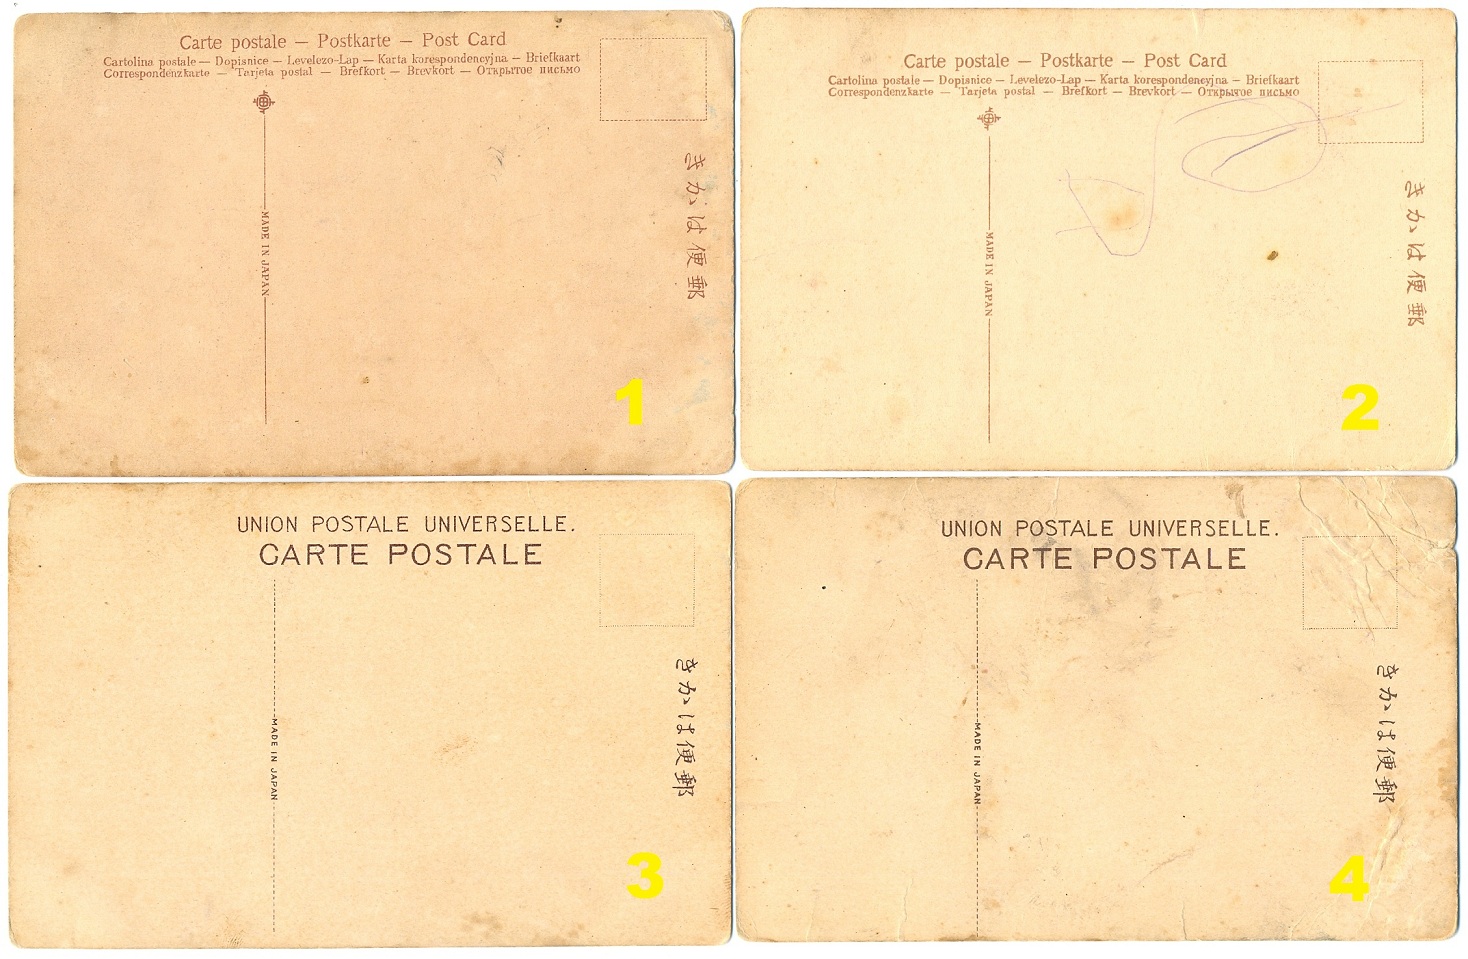 Carte postale — Postkarte — Post Card
Cartolina postale — Dopisnice — Levelezo-Lap — Karta korespondencyjna — Briefkaart
Correspondenzkarte — Tarjeta postal — Brefkort — Brevkort — Открытое письмо
MADE IN JAPAN
きかは便郵
1
Carte postale — Postkarte — Post Card
Cartolina postale — Dopisnice — Levelezo-Lap — Karta korespondencyjna — Briefkaart
Correspondenzkarte — Tarjeta postal — Brefkort — Brevkort — Открытое письмо
MADE IN JAPAN
きかは便郵
2
UNION POSTALE UNIVERSELLE.
CARTE POSTALE
MADE IN JAPAN
きかは便郵
3
UNION POSTALE UNIVERSELLE.
CARTE POSTALE
MADE IN JAPAN
きかは便郵
4